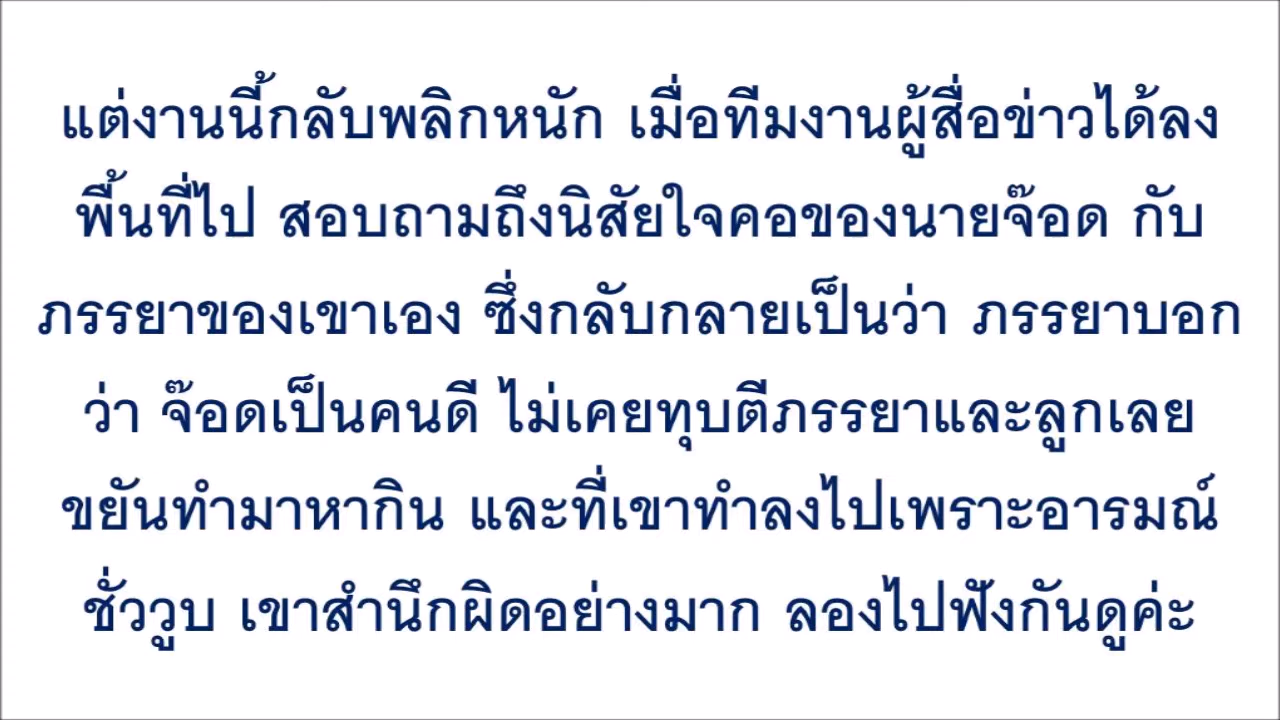 แต่งานนี้กลับพลิกหนัก เมื่อทีมงานผู้สื่อข่าวได้ลง
พื้นที่ไป สอบถามถึงนิสัยใจคอของนายจ๊อด กับ
ภรรยาของเขาเอง ซึ่งกลับกลายเป็นว่า ภรรยาบอก
ว่า จ๊อดเป็นคนดี ไม่เคยทุบตีภรรยาและลูกเลย
ขยันทำมาหากิน และที่เขาทำลงไปเพราะอารมณ์
ชั่ววูบ เขาสำนึกผิดอย่างมาก ลองไปฟังกันดูค่ะ